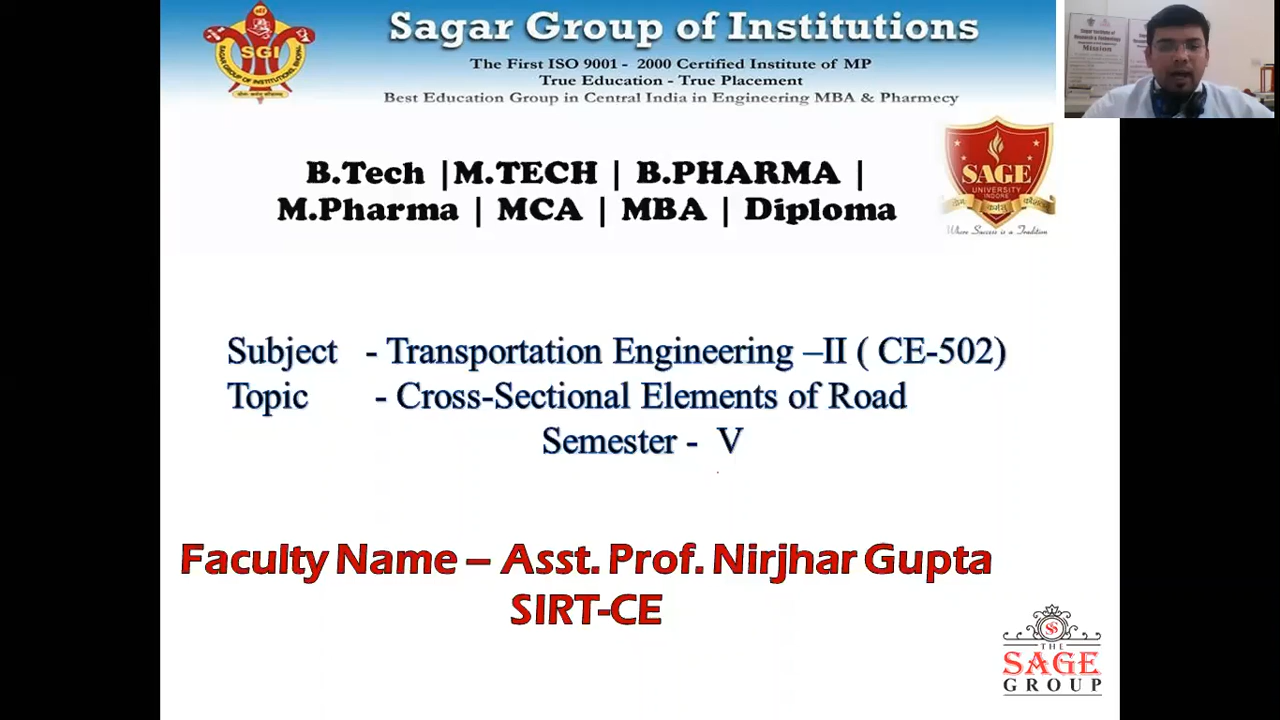 Sagar Group of Institutions
The First ISO 9001 - 2000 Certified Institute of MP
True Education - True Placement
Best Education Group in Central India in Engineering MBA & Pharmecy
SGI
B.Tech |M.TECH | B.PHARMA |
M.Pharma | MCA | MBA | Diploma
SAGE
UNIVERSITY
INDORE
Where Success is a Tradition
Subject - Transportation Engineering –II ( CE-502)
Topic - Cross-Sectional Elements of Road
Semester - V
Faculty Name – Asst. Prof. Nirjhar Gupta
SIRT-CE
THE
SAGE
GROUP
Mission